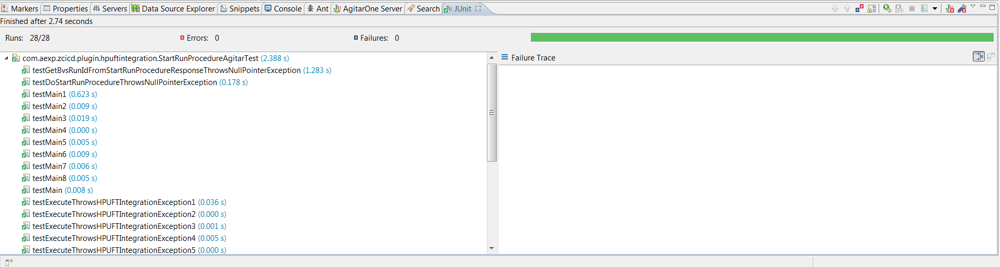 Markers Properties Servers Data Source Explorer Snippets Console Ant AgitarOne Server Search JUnit
Finished after 2.74 seconds
Runs: 28/28 Errors: 0 Failures: 0
com.aexp.zcicd.plugin.hpuftintegration.StartRunProcedureAgitarTest (2.388 s)
Failure Trace
testGetBvsRunIdFromStartRunProcedureResponseThrowsNullPointerException (1.283 s)
testDoStartRunProcedureThrowsNullPointerException (0.178 s)
testMain1 (0.623 s)
testMain2 (0.009 s)
testMain3 (0.019 s)
testMain4 (0.000 s)
testMain5 (0.005 s)
testMain6 (0.009 s)
testMain7 (0.006 s)
testMain8 (0.005 s)
testMain (0.008 s)
testExecuteThrowsHPUFTIntegrationException1 (0.036 s)
testExecuteThrowsHPUFTIntegrationException2 (0.000 s)
testExecuteThrowsHPUFTIntegrationException3 (0.001 s)
testExecuteThrowsHPUFTIntegrationException4 (0.005 s)
testExecuteThrowsHPUFTIntegrationException5 (0.000 s)